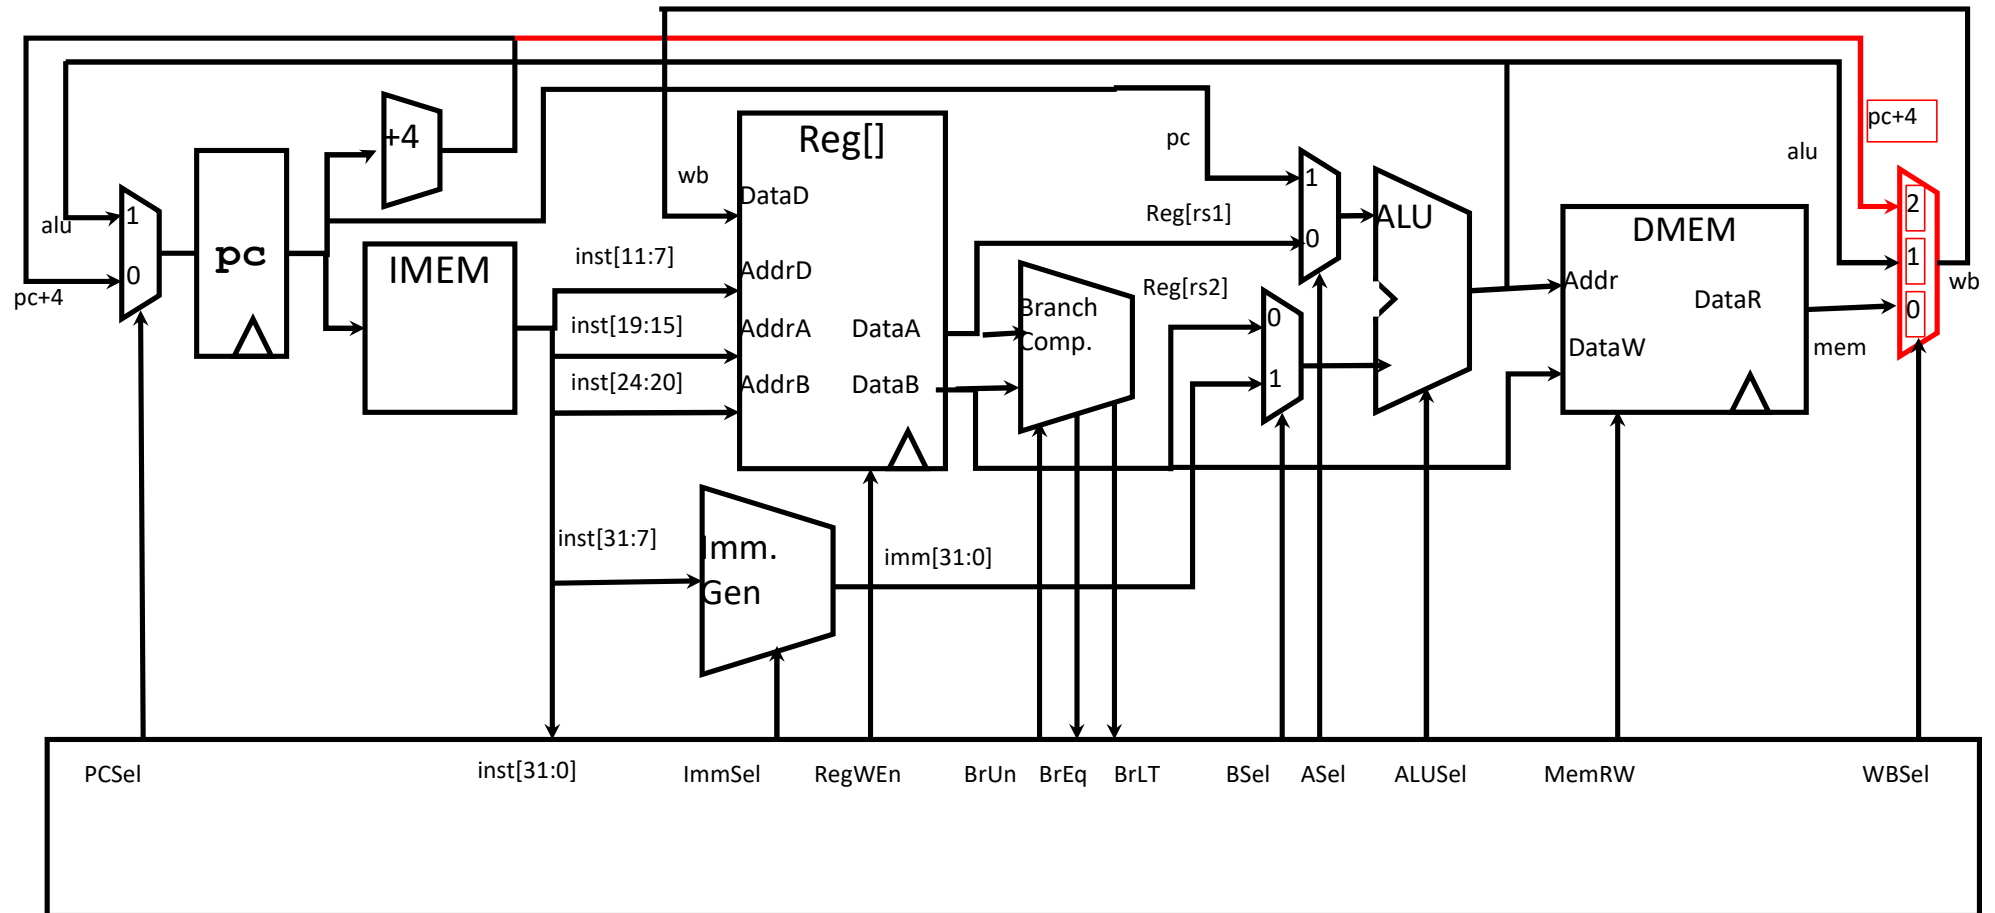 +4
pc+4
Reg[]
pc
alu
wb
DataD
1
1
2
Reg[rs1]
ALU
DMEM
alu
pc
IMEM
inst[11:7]
AddrD
0
1
wb
0
pc+4
Reg[rs2]
Addr
DataR
0
Branch
Comp.
inst[19:15]
AddrA
DataA
0
DataW
mem
inst[24:20]
AddrB
DataB
1
inst[31:7]
Imm.
Gen
imm[31:0]
PCSel
inst[31:0]
ImmSel
RegWEn
BrUn
BrEq
BrLT
BSel
ASel
ALUSel
MemRW
WBSel